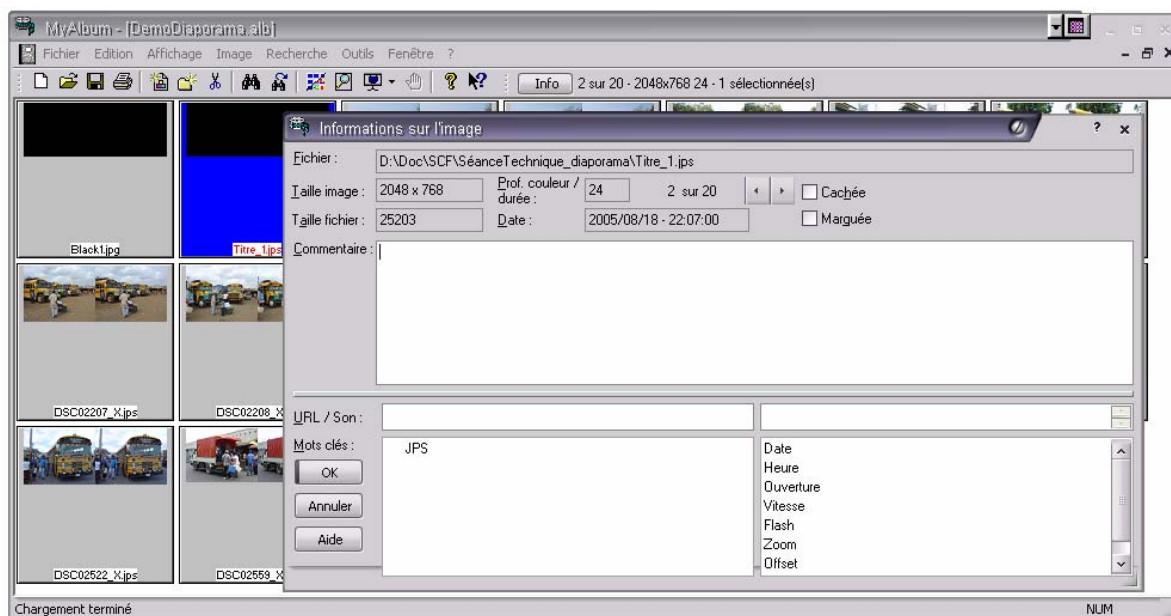 MyAlbum - [DemoDiaporama.alb]
Fichier Edition Affichage Image Recherche Outils Fenêtre ?
Info 2 sur 20 - 2048x768 24 - 1 sélectionnée(s)
Informations sur l'image
Fichier : D:\Doc\SCF\SéanceTechnique_diaporama\Titre_1.jps
Taille image : 2048 x 768 Prof. couleur / durée : 24 2 sur 20 Cachée
Taille fichier : 25203 Date : 2005/08/18 - 22:07:00 Marguée
Commentaire :
Black1.jpg Titre_1.jps
DSC02207_X.jps DSC02208_X
URL / Son :
Mots clés : JPS
OK
Annuler
Aide
Date
Heure
Ouverture
Vitesse
Flash
Zoom
Offset
DSC02522_X.jps DSC02559_X
Chargement terminé NUM